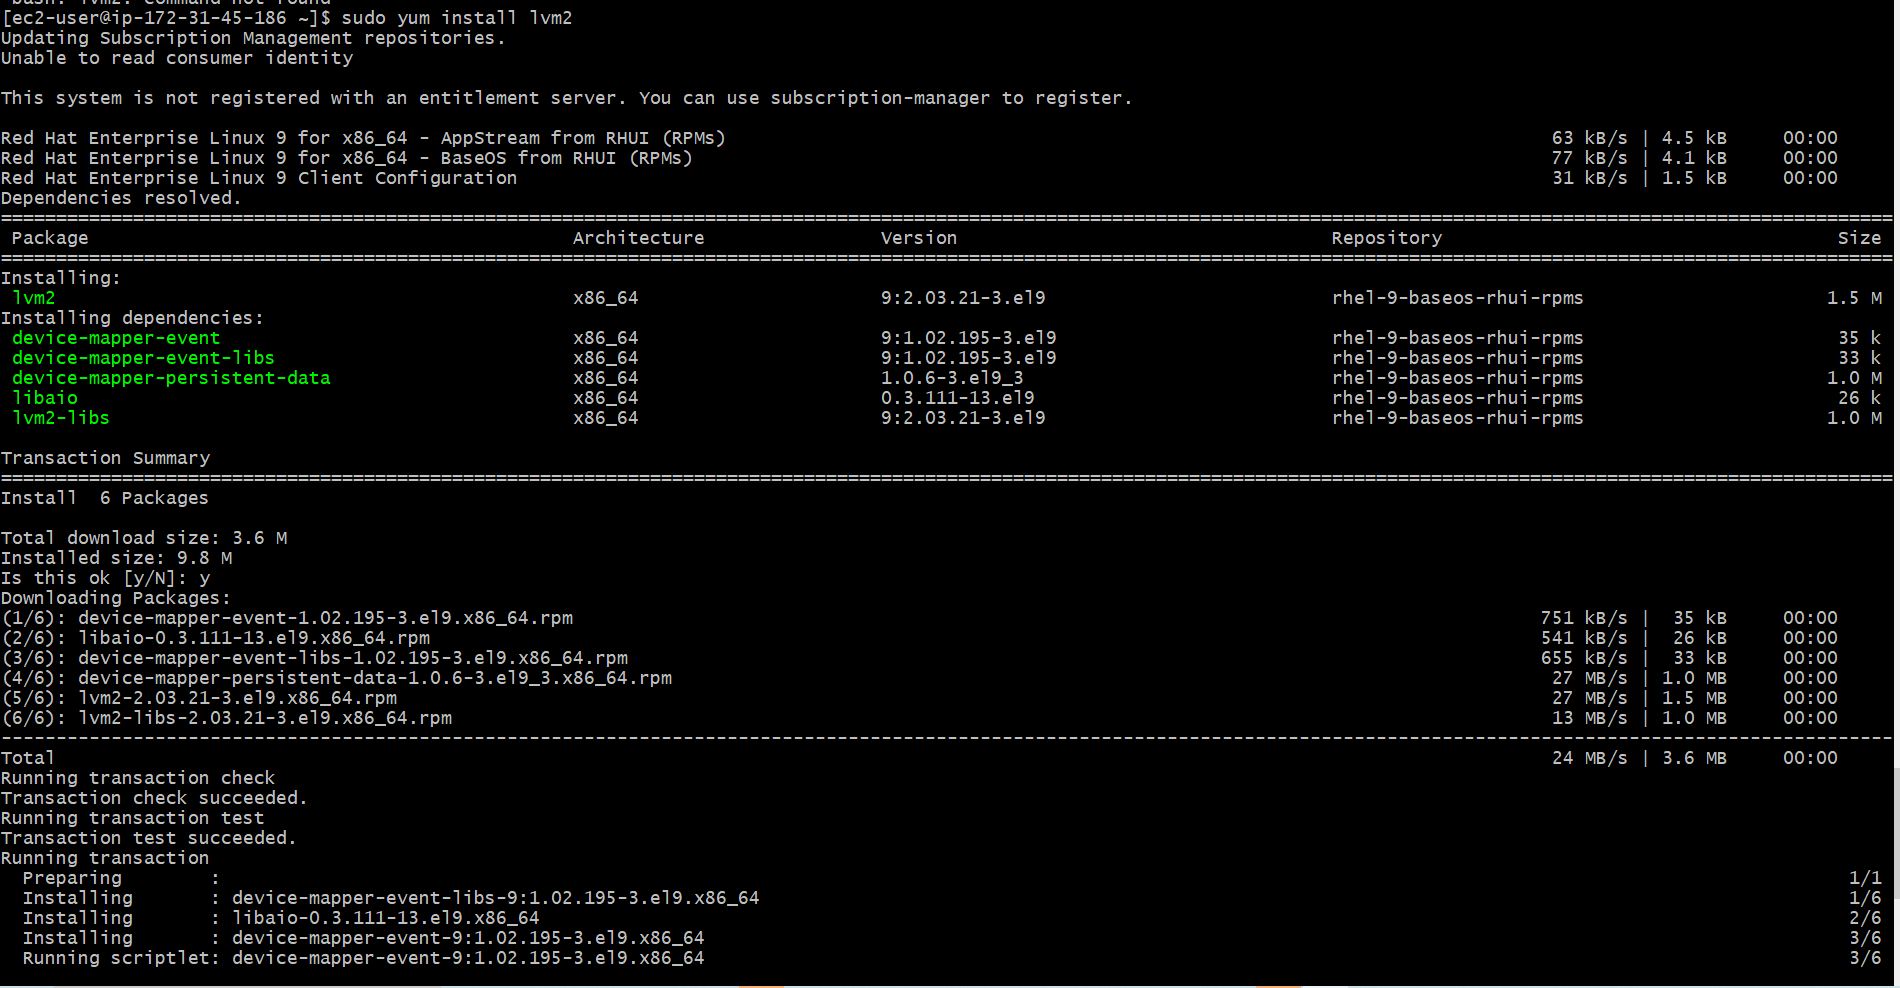 bash: lvm2: command not found
[ec2-user@ip-172-31-45-186 ~]$ sudo yum install lvm2
Updating Subscription Management repositories.
Unable to read consumer identity
This system is not registered with an entitlement server. You can use subscription-manager to register.
Red Hat Enterprise Linux 9 for x86_64 - AppStream from RHUI (RPMs) 63 kB/s | 4.5 kB 00:00
Red Hat Enterprise Linux 9 for x86_64 - BaseOS from RHUI (RPMs) 77 kB/s | 4.1 kB 00:00
Red Hat Enterprise Linux 9 Client Configuration 31 kB/s | 1.5 kB 00:00
Dependencies resolved.
================================================================================
Package Architecture Version Repository Size
================================================================================
Installing:
lvm2 x86_64 9:2.03.21-3.el9 rhel-9-baseos-rhui-rpms 1.5 M
Installing dependencies:
device-mapper-event x86_64 9:1.02.195-3.el9 rhel-9-baseos-rhui-rpms 35 k
device-mapper-event-libs x86_64 9:1.02.195-3.el9 rhel-9-baseos-rhui-rpms 33 k
device-mapper-persistent-data x86_64 1.0.6-3.el9_3 rhel-9-baseos-rhui-rpms 1.0 M
libaio x86_64 0.3.111-13.el9 rhel-9-baseos-rhui-rpms 26 k
lvm2-libs x86_64 9:2.03.21-3.el9 rhel-9-baseos-rhui-rpms 1.0 M
Transaction Summary
================================================================================
Install 6 Packages
Total download size: 3.6 M
Installed size: 9.8 M
Is this ok [y/N]: y
Downloading Packages:
(1/6): device-mapper-event-1.02.195-3.el9.x86_64.rpm 751 kB/s | 35 kB 00:00
(2/6): libaio-0.3.111-13.el9.x86_64.rpm 541 kB/s | 26 kB 00:00
(3/6): device-mapper-event-libs-1.02.195-3.el9.x86_64.rpm 655 kB/s | 33 kB 00:00
(4/6): device-mapper-persistent-data-1.0.6-3.el9_3.x86_64.rpm 27 MB/s | 1.0 MB 00:00
(5/6): lvm2-2.03.21-3.el9.x86_64.rpm 27 MB/s | 1.5 MB 00:00
(6/6): lvm2-libs-2.03.21-3.el9.x86_64.rpm 13 MB/s | 1.0 MB 00:00
--------------------------------------------------------------------------------
Total 24 MB/s | 3.6 MB 00:00
Running transaction check
Transaction check succeeded.
Running transaction test
Transaction test succeeded.
Running transaction
Preparing : 1/1
Installing : device-mapper-event-libs-9:1.02.195-3.el9.x86_64 1/6
Installing : libaio-0.3.111-13.el9.x86_64 2/6
Installing : device-mapper-event-9:1.02.195-3.el9.x86_64 3/6
Running scriptlet: device-mapper-event-9:1.02.195-3.el9.x86_64 3/6